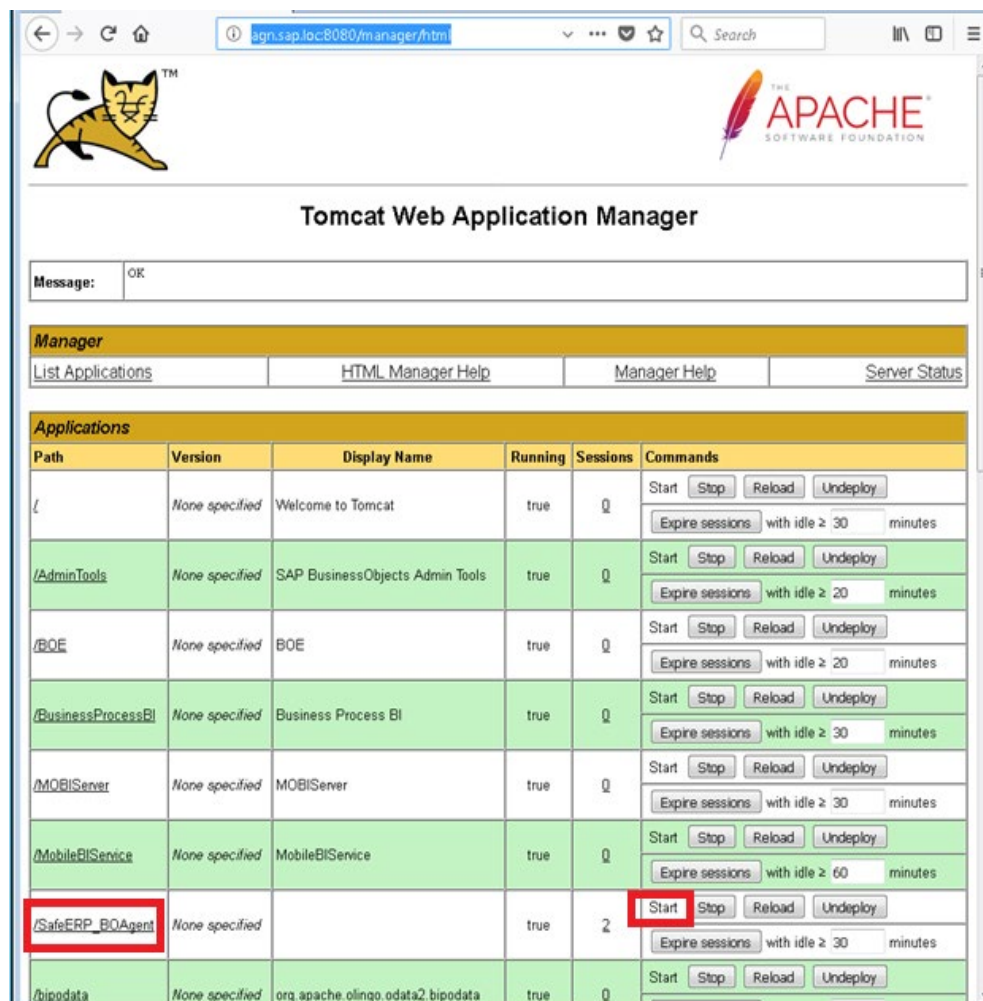 agn.sap.loc:8080/manager/html
Search
TM
THE
APACHE
SOFTWARE FOUNDATION
Tomcat Web Application Manager
Message: OK
Manager
List Applications HTML Manager Help Manager Help Server Status
Applications
Path Version Display Name Running Sessions Commands
/ None specified Welcome to Tomcat true 0 Start Stop Reload Undeploy
Expire sessions with idle ≥ 30 minutes
/AdminTools None specified SAP BusinessObjects Admin Tools true 0 Start Stop Reload Undeploy
Expire sessions with idle ≥ 20 minutes
/BOE None specified BOE true 0 Start Stop Reload Undeploy
Expire sessions with idle ≥ 20 minutes
/BusinessProcessBI None specified Business Process BI true 0 Start Stop Reload Undeploy
Expire sessions with idle ≥ 30 minutes
/MOBIServer None specified MOBIServer true 0 Start Stop Reload Undeploy
Expire sessions with idle ≥ 30 minutes
/MobileBIService None specified MobileBIService true 0 Start Stop Reload Undeploy
Expire sessions with idle ≥ 60 minutes
/SafeERP_BOAgent None specified true 2 Start Stop Reload Undeploy
Expire sessions with idle ≥ 30 minutes
/bipodata None specified org.apache.olingo.odata2.bipodata true 0 Start Stop Reload Undeploy